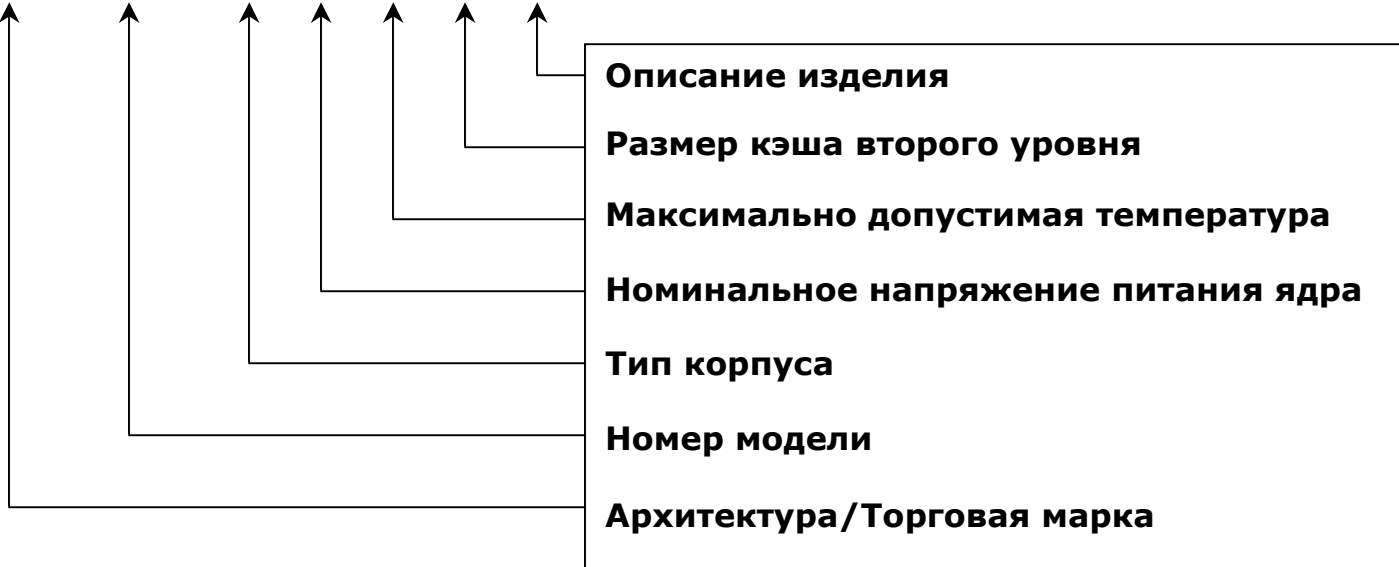 Описание изделия
Размер кэша второго уровня
Максимально допустимая температура
Номинальное напряжение питания ядра
Тип корпуса
Номер модели
Архитектура/Торговая марка